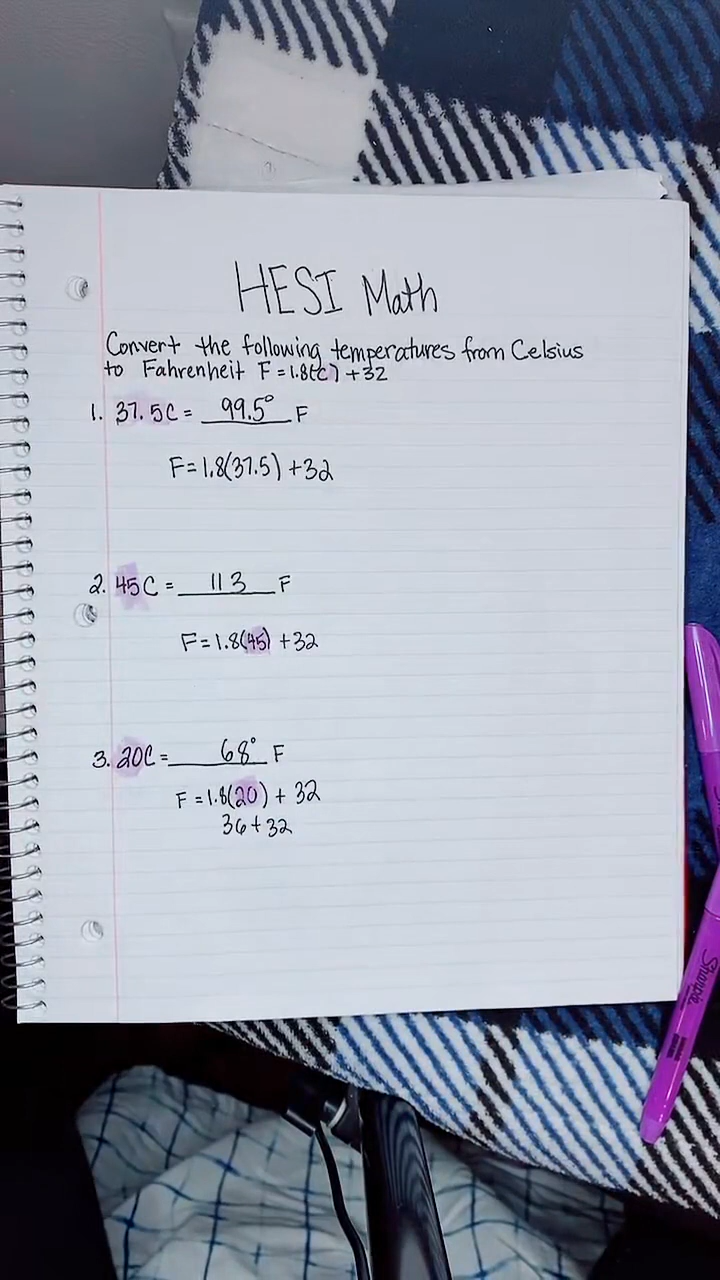 HESI Math
Convert the following temperatures from Celsius
to Fahrenheit F = 1.8(C) + 32
1. 37.5C = 99.5° F
F = 1.8(37.5) + 32
2. 45C = 113 F
F = 1.8(45) + 32
3. 20C = 68° F
F = 1.8(20) + 32
36 + 32
Sharpie